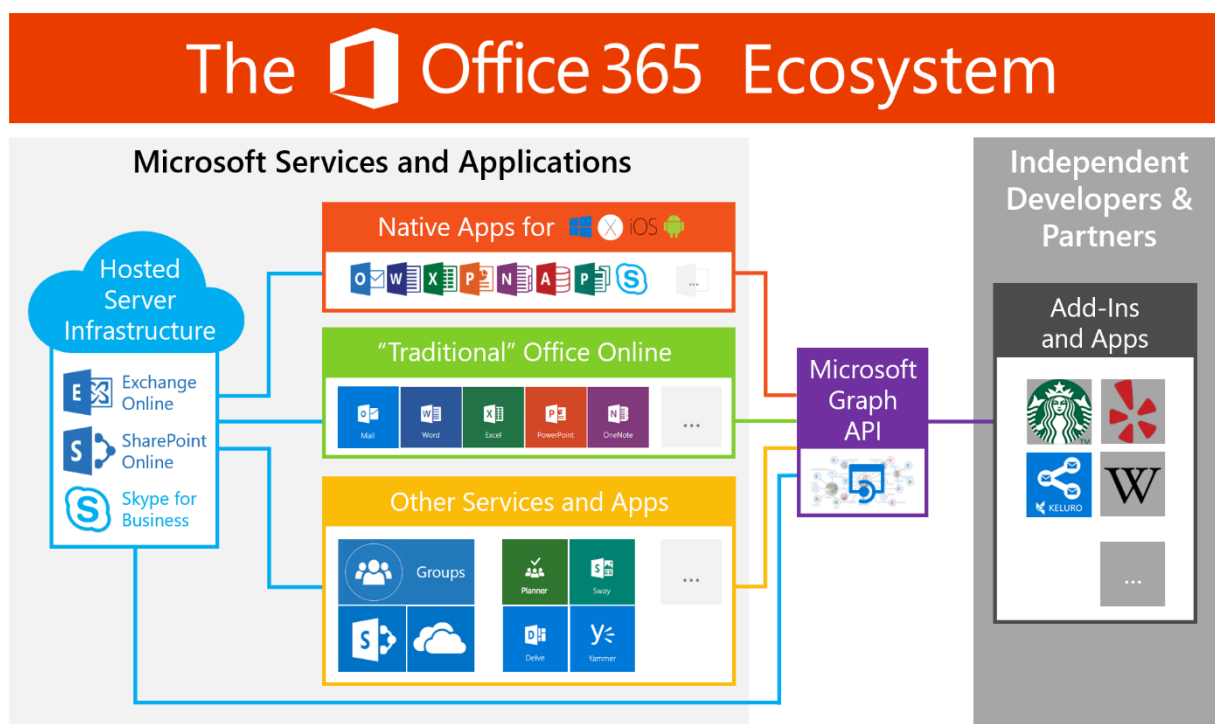 The Office 365 Ecosystem
Microsoft Services and Applications
Hosted
Server
Infrastructure
E
Exchange
Online
S
SharePoint
Online
S
Skype for
Business
Native Apps for iOS
O W X P N A P S ...
"Traditional" Office Online
O
Mail
W
Word
X
Excel
P
PowerPoint
N
OneNote
...
Other Services and Apps
Groups
Planner
S
Sway
...
S
D
Delve
Y
Yammer
Microsoft
Graph
API
Independent
Developers &
Partners
Add-Ins
and Apps
TM
KELURO
W
...